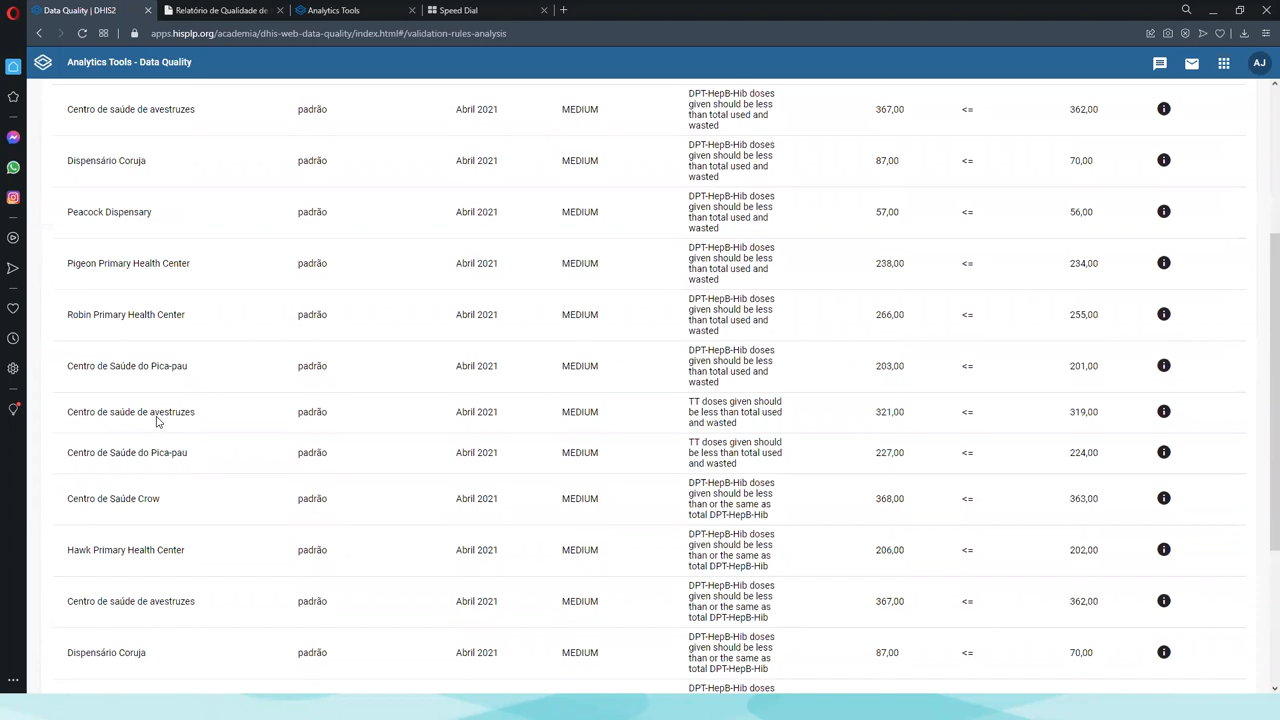 Data Quality | DHIS2
Relatório de Qualidade de
Analytics Tools
Speed Dial
apps.hisplp.org/academia/dhis-web-data-quality/index.html#/validation-rules-analysis
Analytics Tools - Data Quality
AJ
Centro de saúde de avestruzes padrão Abril 2021 MEDIUM DPT-HepB-Hib doses given should be less than total used and wasted 367,00 <= 362,00
Dispensário Coruja padrão Abril 2021 MEDIUM DPT-HepB-Hib doses given should be less than total used and wasted 87,00 <= 70,00
Peacock Dispensary padrão Abril 2021 MEDIUM DPT-HepB-Hib doses given should be less than total used and wasted 57,00 <= 56,00
Pigeon Primary Health Center padrão Abril 2021 MEDIUM DPT-HepB-Hib doses given should be less than total used and wasted 238,00 <= 234,00
Robin Primary Health Center padrão Abril 2021 MEDIUM DPT-HepB-Hib doses given should be less than total used and wasted 266,00 <= 255,00
Centro de Saúde do Pica-pau padrão Abril 2021 MEDIUM DPT-HepB-Hib doses given should be less than total used and wasted 203,00 <= 201,00
Centro de saúde de avestruzes padrão Abril 2021 MEDIUM TT doses given should be less than total used and wasted 321,00 <= 319,00
Centro de Saúde do Pica-pau padrão Abril 2021 MEDIUM TT doses given should be less than total used and wasted 227,00 <= 224,00
Centro de Saúde Crow padrão Abril 2021 MEDIUM DPT-HepB-Hib doses given should be less than or the same as total DPT-HepB-Hib 368,00 <= 363,00
Hawk Primary Health Center padrão Abril 2021 MEDIUM DPT-HepB-Hib doses given should be less than or the same as total DPT-HepB-Hib 206,00 <= 202,00
Centro de saúde de avestruzes padrão Abril 2021 MEDIUM DPT-HepB-Hib doses given should be less than or the same as total DPT-HepB-Hib 367,00 <= 362,00
Dispensário Coruja padrão Abril 2021 MEDIUM DPT-HepB-Hib doses given should be less than or the same as total DPT-HepB-Hib 87,00 <= 70,00
DPT-HepB-Hib doses